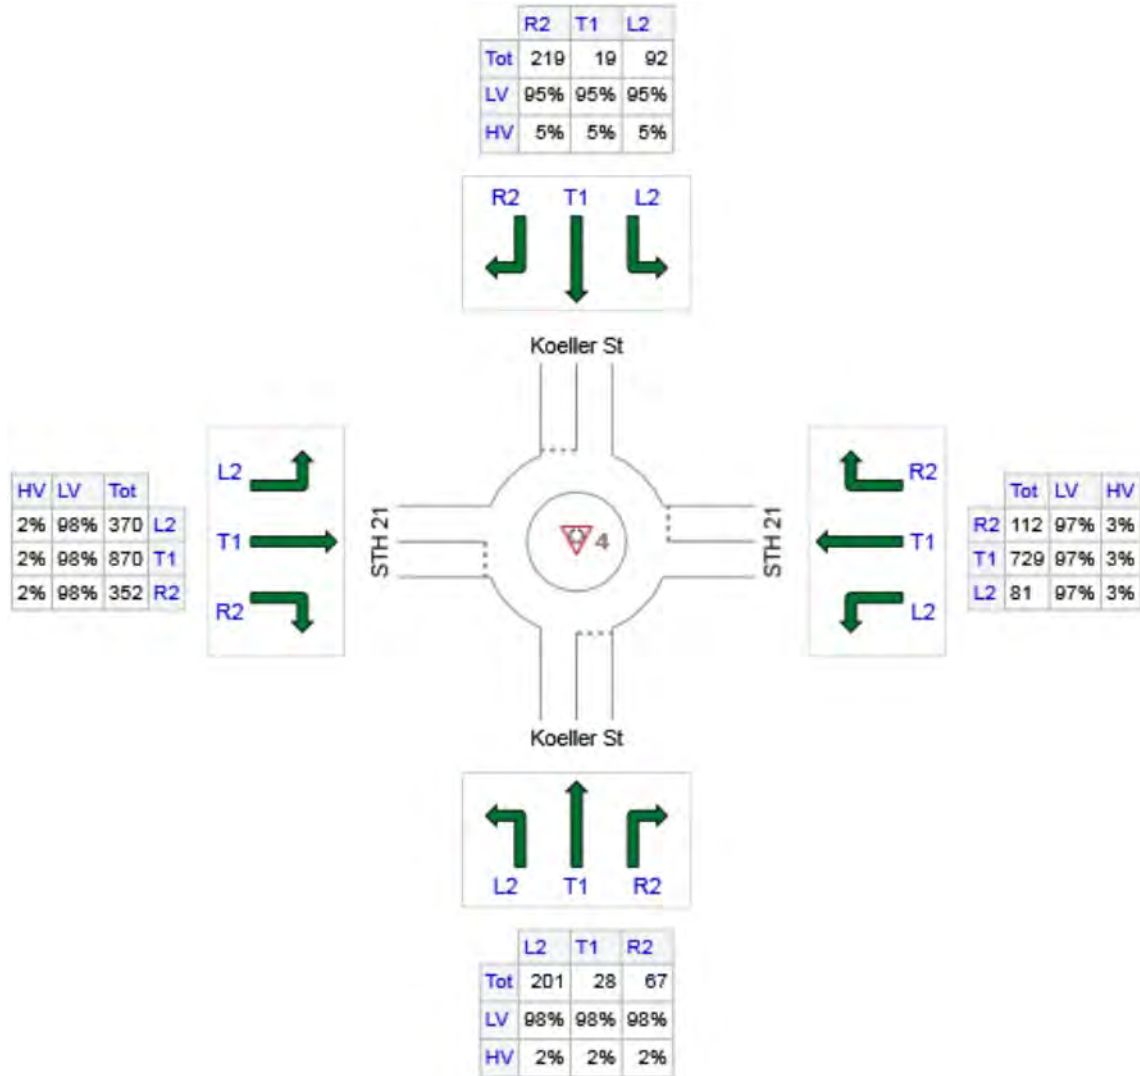 R2 T1 L2
Tot 219 19 92
LV 95% 95% 95%
HV 5% 5% 5%
R2 T1 L2
Koeller St
L2
T1
R2
HV LV Tot
2% 98% 370 L2
2% 98% 870 T1
2% 98% 352 R2
STH 21
4
STH 21
R2
T1
L2
Tot LV HV
R2 112 97% 3%
T1 729 97% 3%
L2 81 97% 3%
Koeller St
L2 T1 R2
L2 T1 R2
Tot 201 28 67
LV 98% 98% 98%
HV 2% 2% 2%